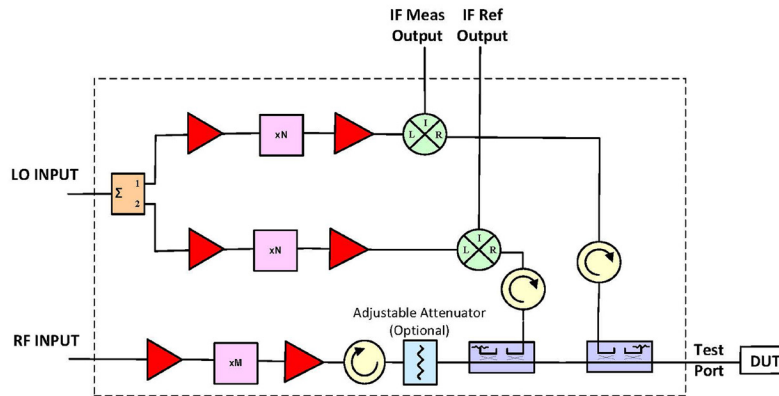 IF Meas
Output
IF Ref
Output
LO INPUT
Σ
1
2
xN
L
I
R
xN
L
I
R
Adjustable Attenuator
(Optional)
RF INPUT
xM
Test
Port
DUT